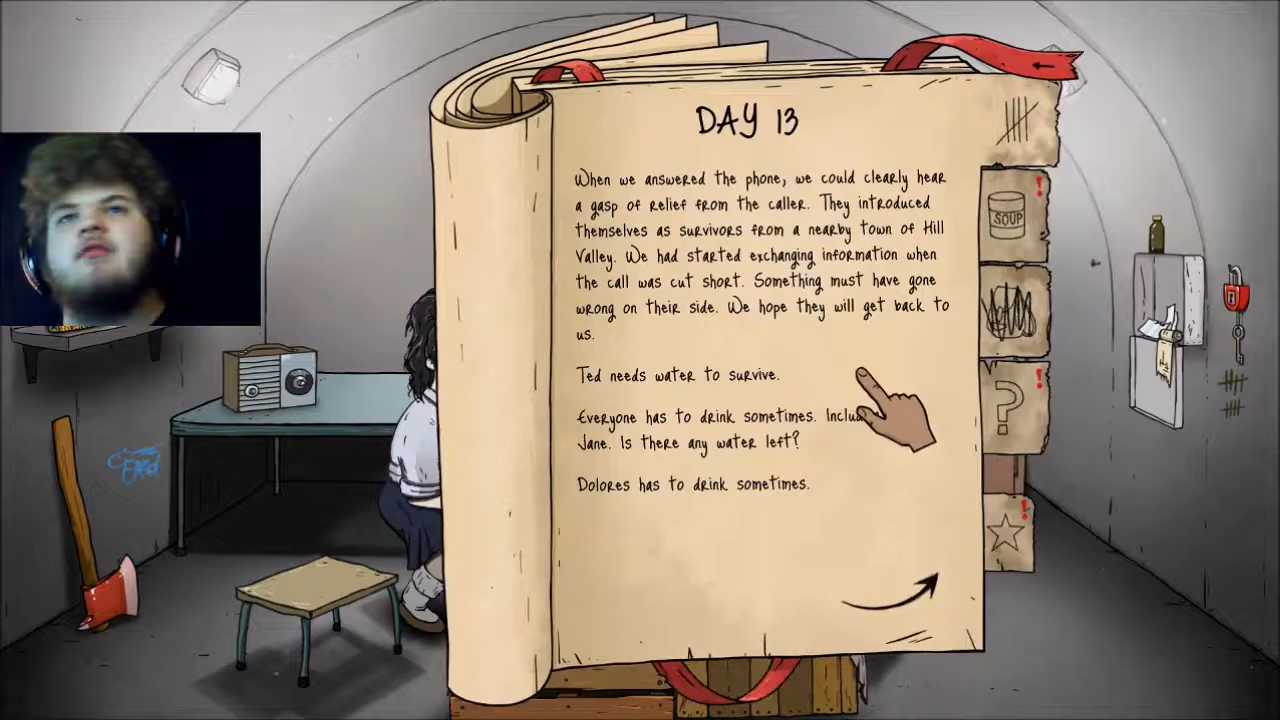 DAY 13
When we answered the phone, we could clearly hear
a gasp of relief from the caller. They introduced
themselves as survivors from a nearby town of Hill
Valley. We had started exchanging information when
the call was cut short. Something must have gone
wrong on their side. We hope they will get back to
us.
Ted needs water to survive.
Everyone has to drink sometimes.
Jane. Is there any water left?
Dolores has to drink sometimes.
SOUP
!
?
!
!